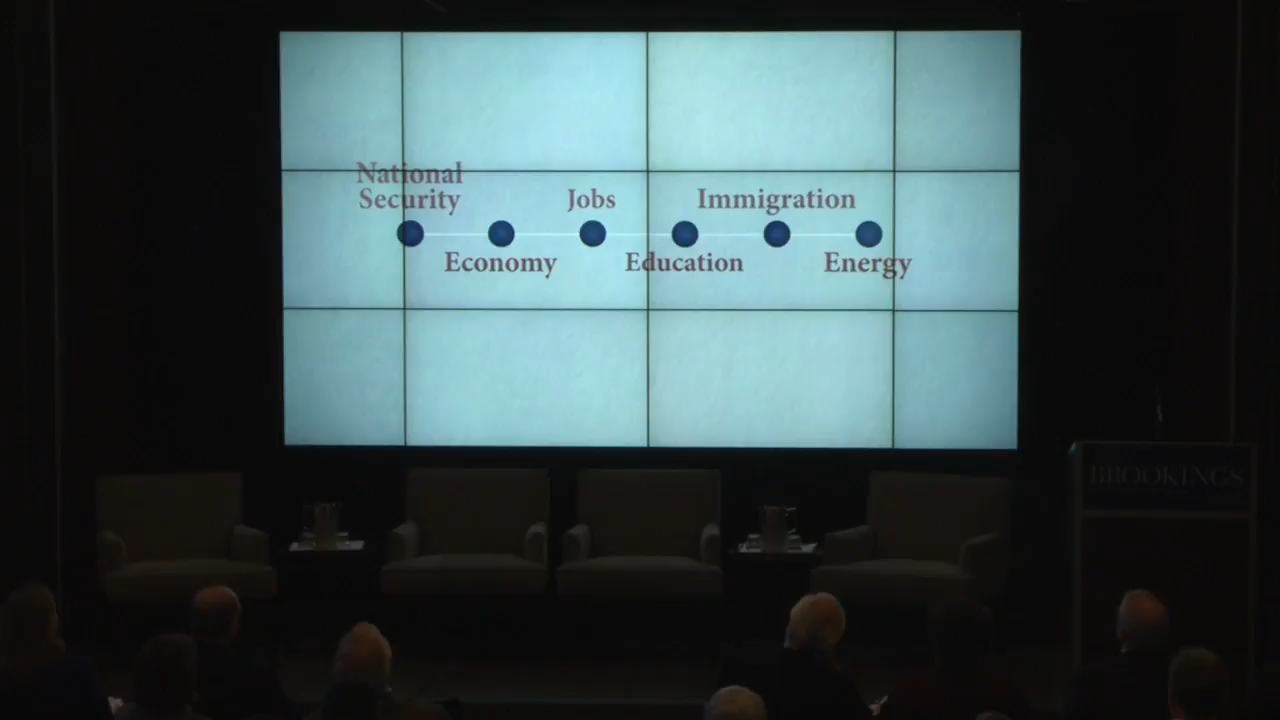 National
Security
Jobs
Immigration
Economy
Education
Energy
BROOKINGS